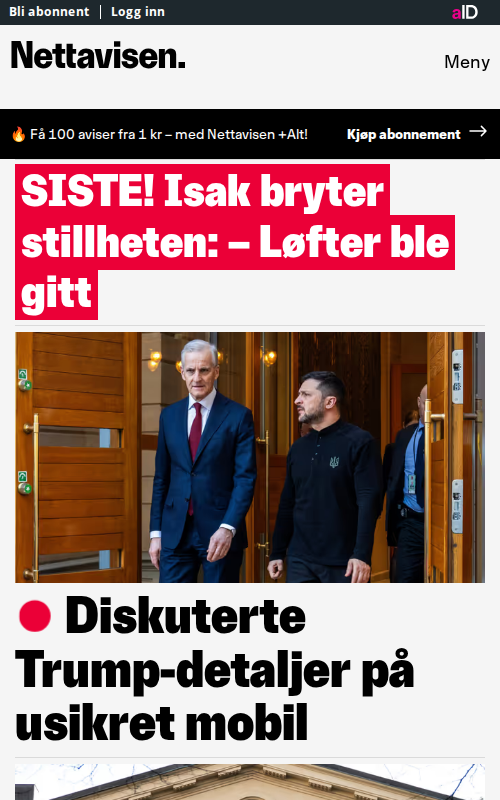 Bli abonnent | Logg inn
aID
Nettavisen.
Meny
🔥 Få 100 aviser fra 1 kr – med Nettavisen +Alt!
Kjøp abonnement →
SISTE! Isak bryter
stillheten: – Løfter ble
gitt
Diskuterte
Trump-detaljer på
usikret mobil